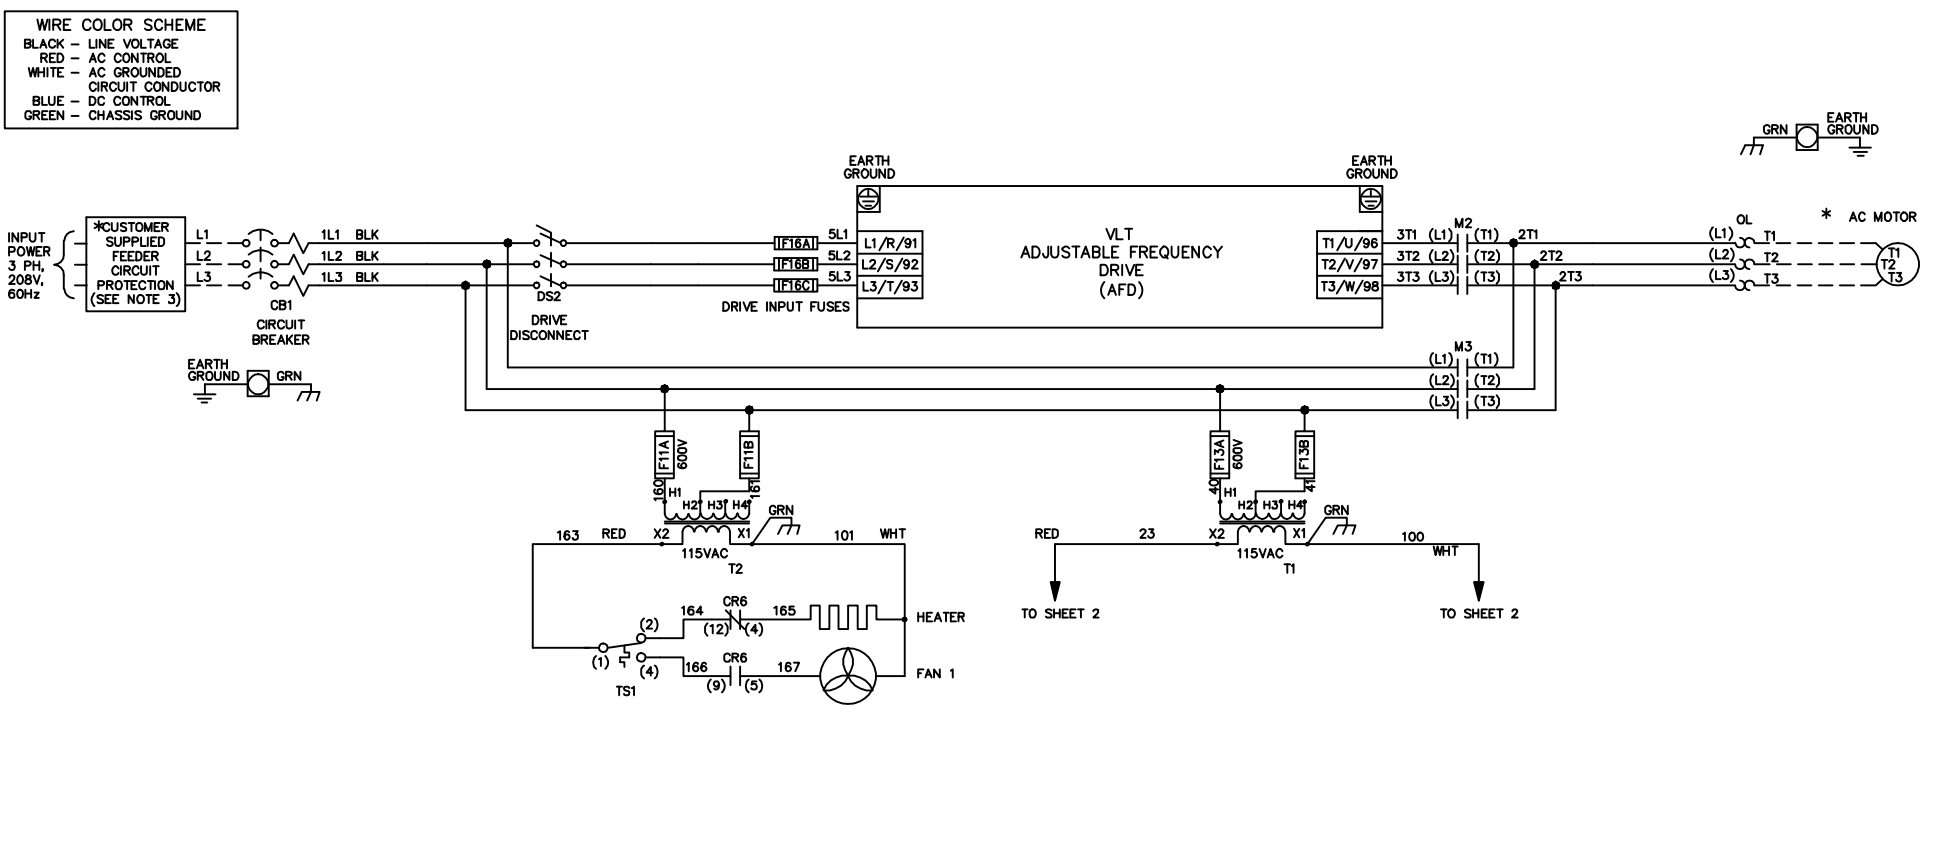 WIRE COLOR SCHEME
BLACK – LINE VOLTAGE
RED – AC CONTROL
WHITE – AC GROUNDED
CIRCUIT CONDUCTOR
BLUE – DC CONTROL
GREEN – CHASSIS GROUND
GRN
EARTH
GROUND
EARTH
GROUND
EARTH
GROUND
INPUT
POWER
3 PH,
208V,
60Hz
*CUSTOMER
SUPPLIED
FEEDER
CIRCUIT
PROTECTION
(SEE NOTE 3)
L1
L2
L3
CB1
CIRCUIT
BREAKER
1L1 BLK
1L2 BLK
1L3 BLK
DS2
DRIVE
DISCONNECT
F16A
F16B
F16C
DRIVE INPUT FUSES
5L1
5L2
5L3
L1/R/91
L2/S/92
L3/T/93
VLT
ADJUSTABLE FREQUENCY
DRIVE
(AFD)
T1/U/96
T2/V/97
T3/W/98
M2
3T1 (L1) (T1) 2T1
3T2 (L2) (T2) 2T2
3T3 (L3) (T3) 2T3
OL
(L1) T1
(L2) T2
(L3) T3
* AC MOTOR
T1
T2
T3
M3
(L1) (T1)
(L2) (T2)
(L3) (T3)
EARTH
GROUND
GRN
F11A
600V
F11B
160
161
H1
H2 H3 H4
GRN
163 RED X2 X1 101 WHT
115VAC
T2
F13A
600V
F13B
40
41
H1
H2 H3 H4
GRN
RED 23 X2 X1 100
WHT
115VAC
T1
TO SHEET 2
TO SHEET 2
CR6
164 165
(12) (4)
HEATER
(2)
(1)
(4)
TS1
CR6
166 167
(9) (5)
FAN 1